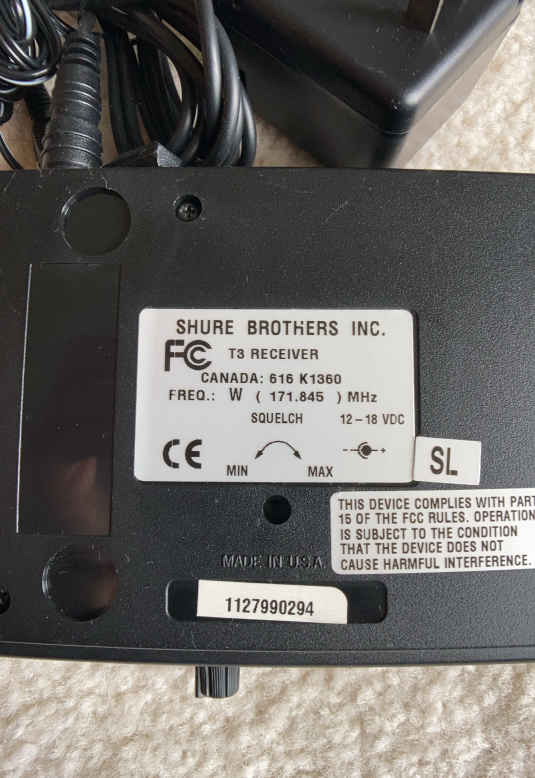 SHURE BROTHERS INC.
FC T3 RECEIVER
CANADA: 616 K1360
FREQ.: W ( 171.845 ) MHz
SQUELCH 12-18 VDC
CE MIN MAX
SL
THIS DEVICE COMPLIES WITH PART
15 OF THE FCC RULES. OPERATION
IS SUBJECT TO THE CONDITION
THAT THE DEVICE DOES NOT
CAUSE HARMFUL INTERFERENCE.
MADE IN U.S.A.
1127990294